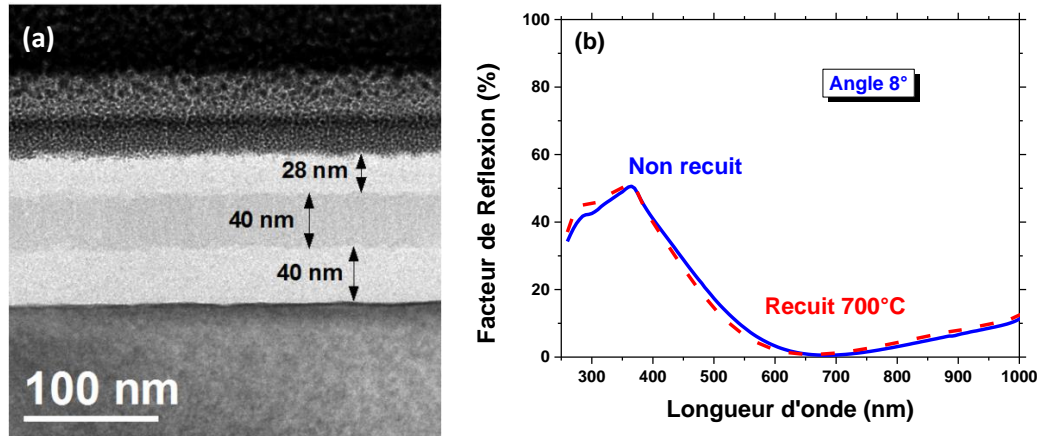 (a)
28 nm
40 nm
40 nm
100 nm
(b)
Angle 8°
Non recuit
Recuit 700°C
Facteur de Reflexion (%)
100
80
60
40
20
0
300 400 500 600 700 800 900 1000
Longueur d'onde (nm)